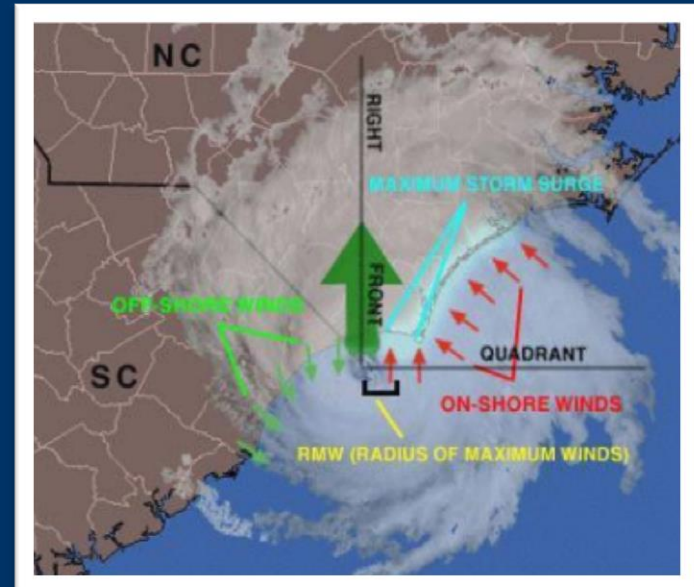 NC
RIGHT
MAXIMUM STORM SURGE
FRONT
OFF-SHORE WINDS
QUADRANT
SC
ON-SHORE WINDS
RMW (RADIUS OF MAXIMUM WINDS)